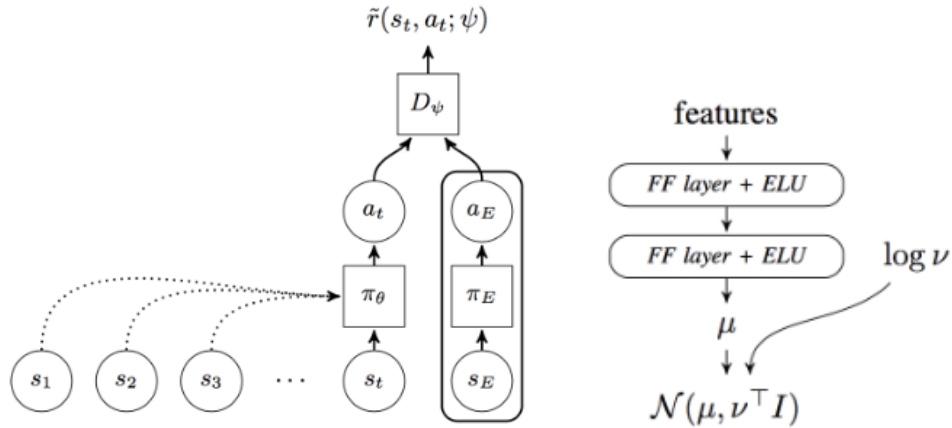 r̃(s_t, a_t; ψ)
D_ψ
a_t
a_E
π_θ
π_E
s_1
s_2
s_3
···
s_t
s_E
features
FF layer + ELU
FF layer + ELU
log ν
μ
𝒩(μ, ν^⊤ I)